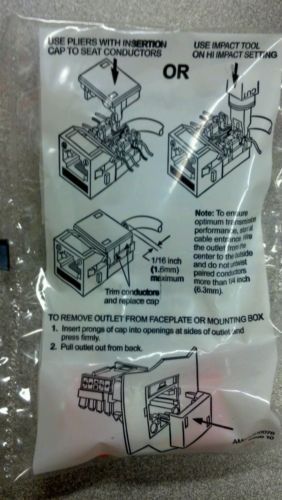 USE PLIERS WITH INSERTION
CAP TO SEAT CONDUCTORS
OR
USE IMPACT TOOL
ON HI IMPACT SETTING
Note: To ensure
optimum transmission
performance, start at
cable entrance
the outlet from the
center to the outside
and do not untwist
paired conductors
more than 1/4 inch
(6.3mm).
1/16 inch
(1.6mm)
maximum
Trim conductors
and replace cap
TO REMOVE OUTLET FROM FACEPLATE OR MOUNTING BOX
1. Insert prongs of cap into openings at sides of outlet and
press firmly.
2. Pull outlet out from back.